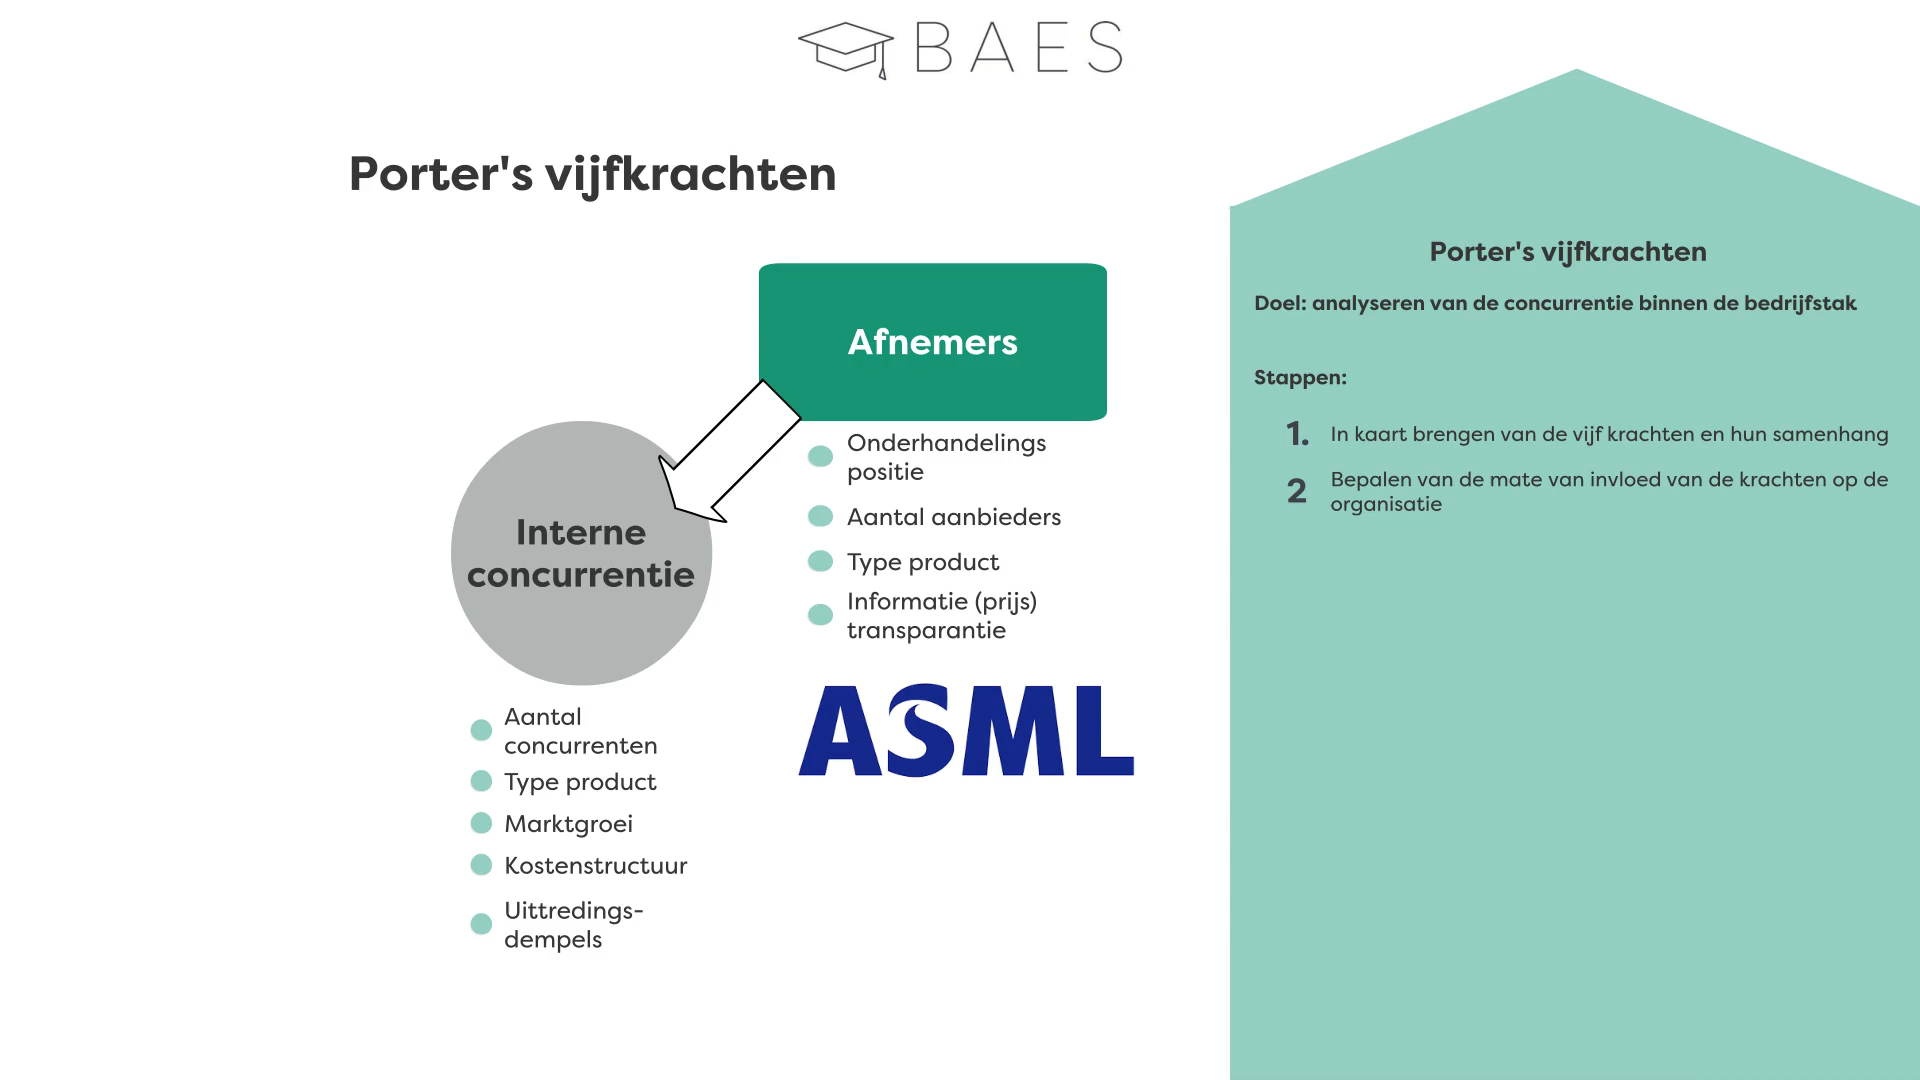 BAES
Porter's vijfkrachten
Afnemers
Onderhandelings
positie
Aantal aanbieders
Type product
Informatie (prijs)
transparantie
ASML
Interne
concurrentie
Aantal
concurrenten
Type product
Marktgroei
Kostenstructuur
Uittredings-
dempels
Porter's vijfkrachten
Doel: analyseren van de concurrentie binnen de bedrijfstak
Stappen:
1. In kaart brengen van de vijf krachten en hun samenhang
2 Bepalen van de mate van invloed van de krachten op de
organisatie